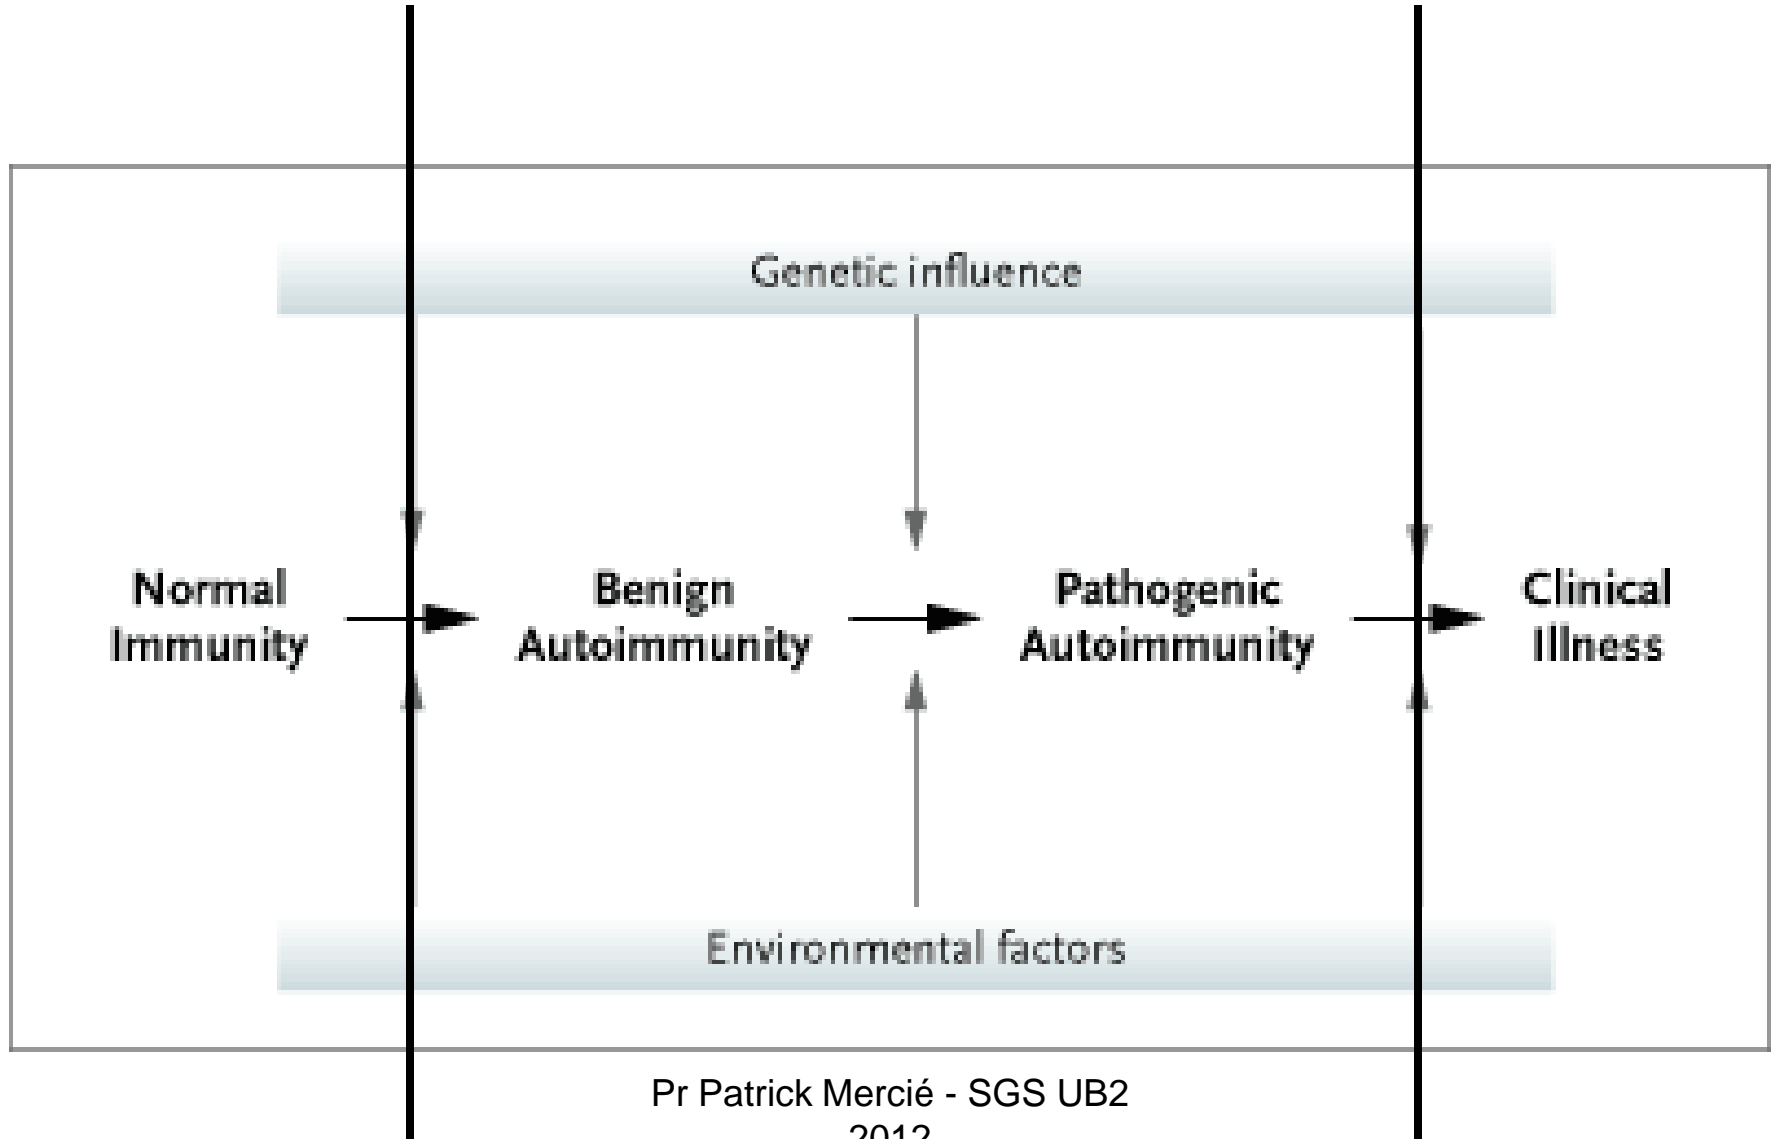 Genetic influence
Normal
Immunity
Benign
Autoimmunity
Pathogenic
Autoimmunity
Clinical
Illness
Environmental factors
Pr Patrick Mercié - SGS UB2
2012